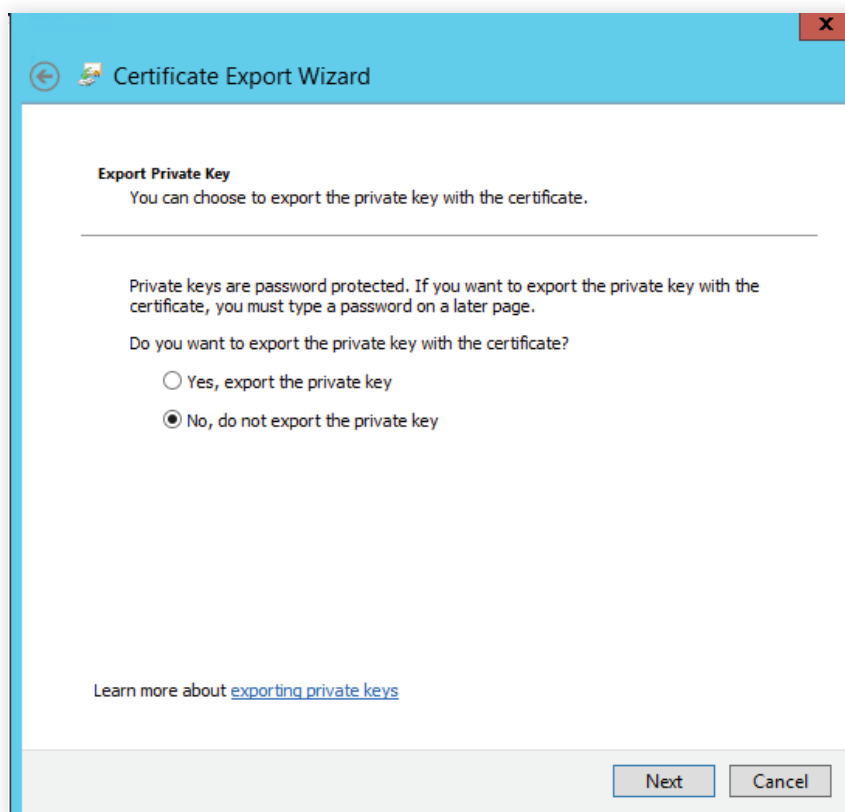 x
Certificate Export Wizard
Export Private Key
You can choose to export the private key with the certificate.
Private keys are password protected. If you want to export the private key with the
certificate, you must type a password on a later page.
Do you want to export the private key with the certificate?
Yes, export the private key
No, do not export the private key
Learn more about exporting private keys
Next Cancel